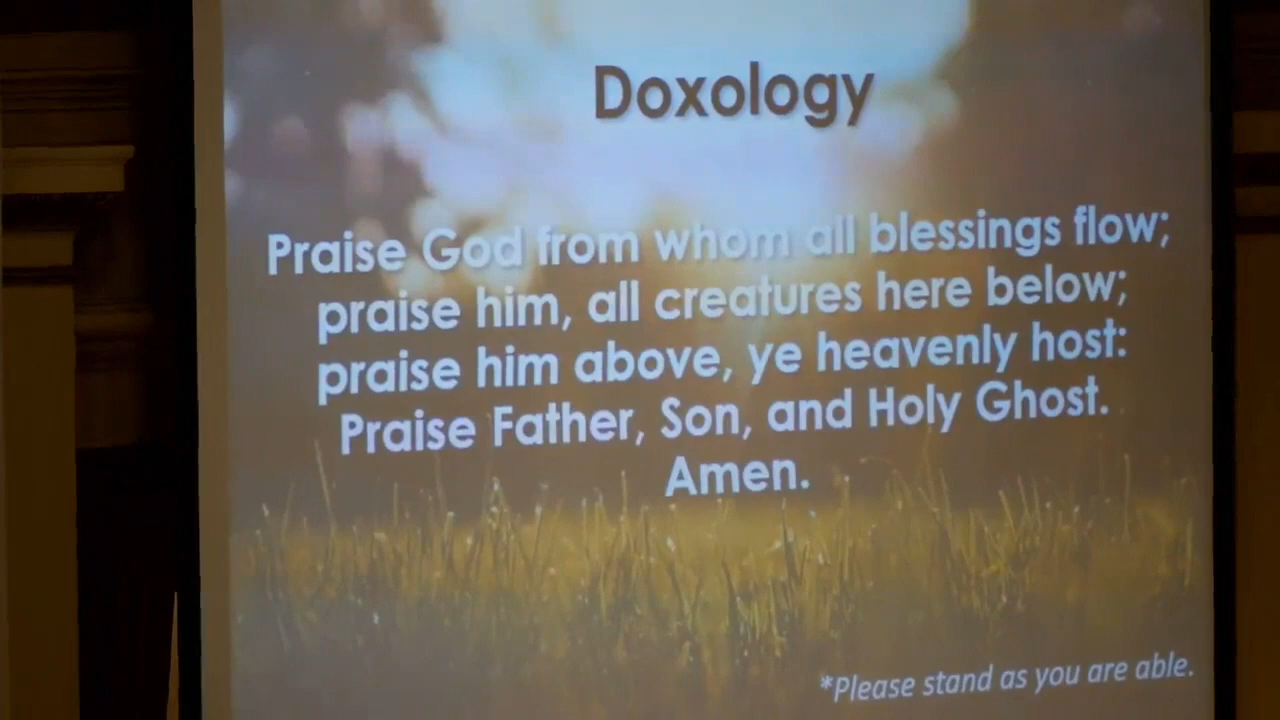 Doxology
Praise God from whom all blessings flow;
praise him, all creatures here below;
praise him above, ye heavenly host:
Praise Father, Son, and Holy Ghost.
Amen.
*Please stand as you are able.